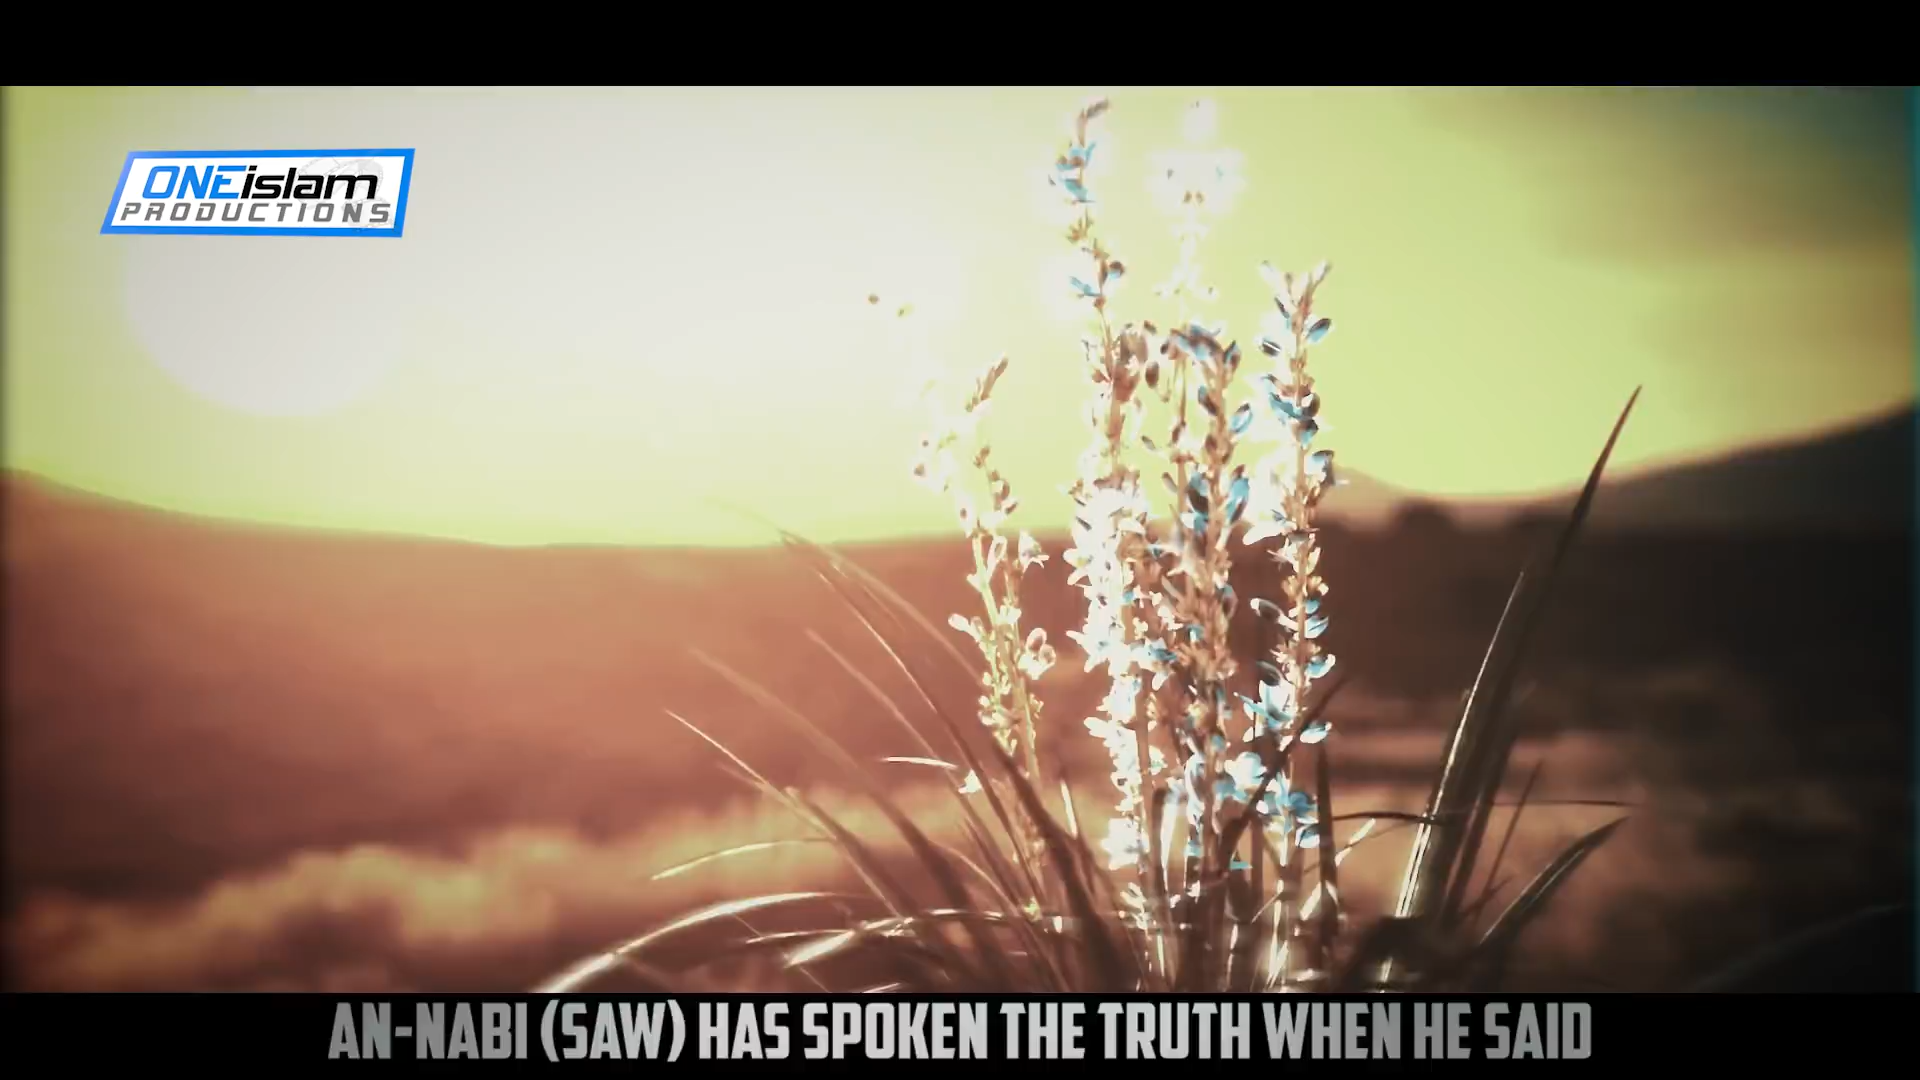 ONEislam
PRODUCTIONS
AN-NABI (SAW) HAS SPOKEN THE TRUTH WHEN HE SAID